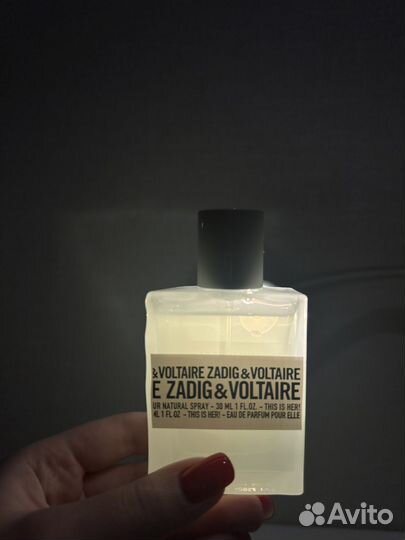 &VOLTAIRE ZADIG&VOLTAIRE
E ZADIG&VOLTAIRE
UR NATURAL SPRAY - 30 ML 1 FL.OZ. - THIS IS HER!
4L 1 FL OZ - THIS IS HER! - EAU DE PARFUM POUR ELLE
Avito